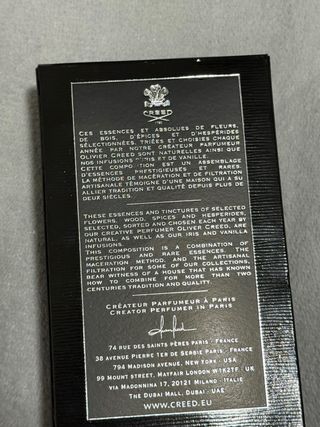 CREED
CES ESSENCES ET ABSOLUES DE FLEURS,
DE BOIS, D'ÉPICES ET D'HESPÉRIDES
SÉLECTIONNÉES, TRIÉES ET CHOISIES CHAQUE
ANNÉE PAR NOTRE CRÉATEUR PARFUMEUR
OLIVIER CREED SONT NATURELLES AINSI QUE
NOS INFUSIONS D'IRIS ET DE VANILLE.
CETTE COMPOSITION EST UN ASSEMBLAGE
D'ESSENCES PRESTIGIEUSES ET RARES.
LA MÉTHODE DE MACÉRATION ET DE FILTRATION
ARTISANALE TÉMOIGNE D'UNE MAISON QUI A SU
ALLIER TRADITION ET QUALITÉ DEPUIS PLUS DE
DEUX SIÈCLES.
THESE ESSENCES AND TINCTURES OF SELECTED
FLOWERS, WOOD, SPICES AND HESPERIDES,
SELECTED, SORTED AND CHOSEN EACH YEAR BY
OUR CREATIVE PERFUMER OLIVER CREED, ARE
NATURAL, AS WELL AS OUR IRIS AND VANILLA
INFUSIONS.
THIS COMPOSITION IS A COMBINATION OF
PRESTIGIOUS AND RARE ESSENCES. THE
MACERATION METHOD, AND THE ARTISANAL
FILTRATION FOR SOME OF OUR COLLECTIONS,
BEAR WITNESS OF A HOUSE THAT HAS KNOWN
HOW TO COMBINE FOR MORE THAN TWO
CENTURIES TRADITION AND QUALITY.
CRÉATEUR PARFUMEUR À PARIS
CREATOR PERFUMER IN PARIS
74 RUE DES SAINTS PÈRES PARIS - FRANCE
38 AVENUE PIERRE 1ER DE SERBIE PARIS - FRANCE
794 MADISON AVENUE, NEW YORK - USA
99 MOUNT STREET, MAYFAIR LONDON W1K2TF, UK
VIA MADONNINA 17, 20121 MILANO - ITALIE
THE DUBAI MALL, DUBAI, UAE
WWW.CREED.EU